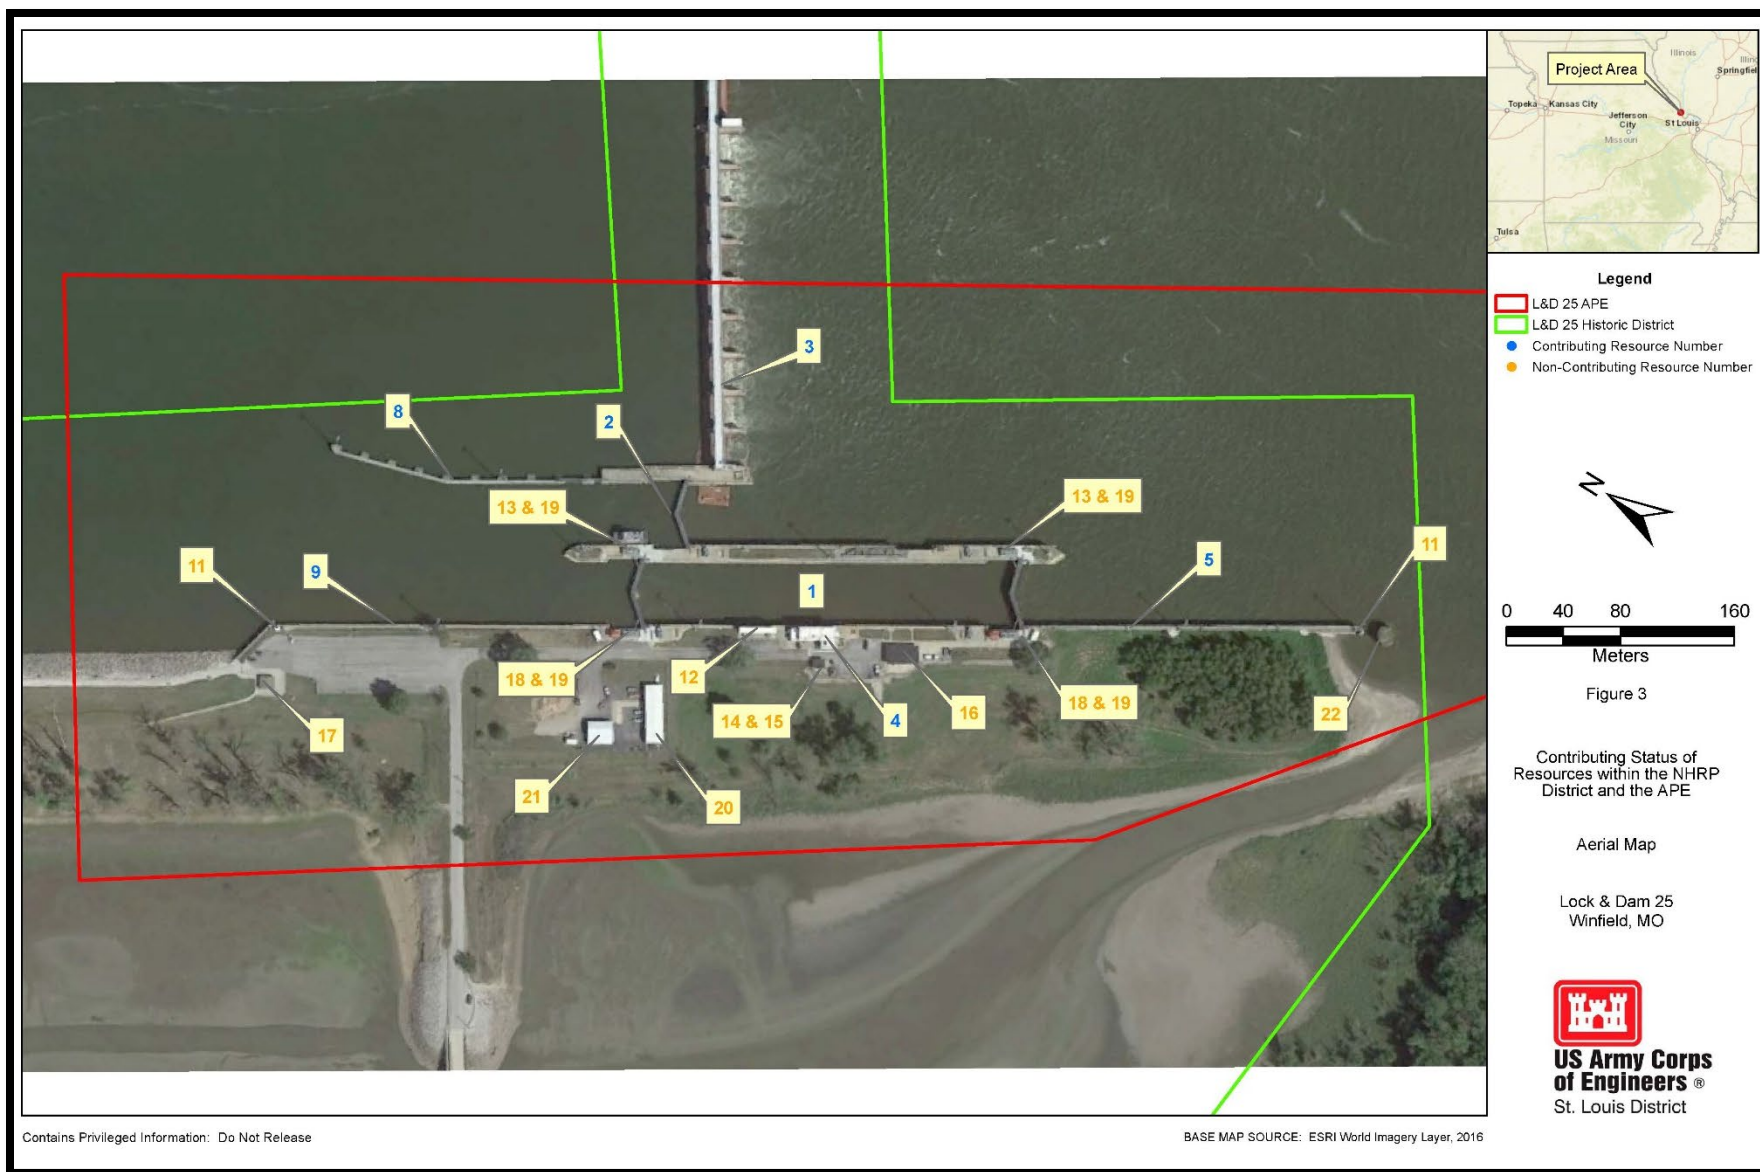 Project Area
Illinois
Springfiel
Topeka
Kansas City
Jefferson
City
St Louis
Missouri
Tulsa
Legend
L&D 25 APE
L&D 25 Historic District
Contributing Resource Number
Non-Contributing Resource Number
3
8
2
13 & 19
13 & 19
11
9
1
5
11
18 & 19
12
14 & 15
4
16
18 & 19
22
17
21
20
N
0 40 80 160
Meters
Figure 3
Contributing Status of
Resources within the NHRP
District and the APE
Aerial Map
Lock & Dam 25
Winfield, MO
US Army Corps
of Engineers ®
St. Louis District
Contains Privileged Information: Do Not Release
BASE MAP SOURCE: ESRI World Imagery Layer, 2016